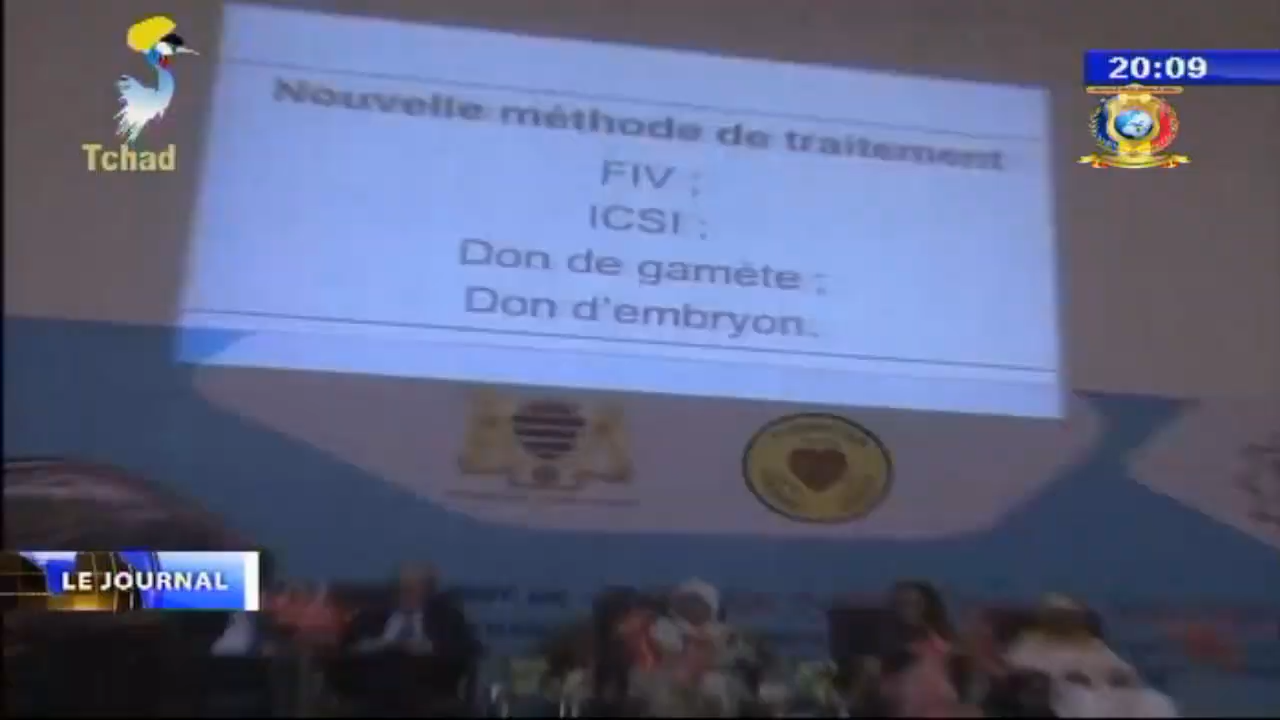 Tchad
20:09
Nouvelle méthode de traitement
FIV ;
ICSI ;
Don de gamète ;
Don d'embryon.
LE JOURNAL